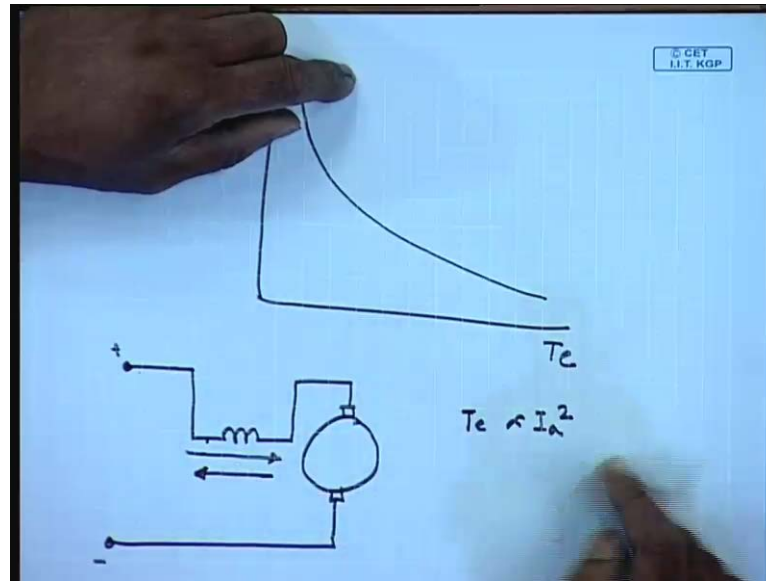 © CET
I.I.T. KGP
Te
+
Te ∝ Ia²
-